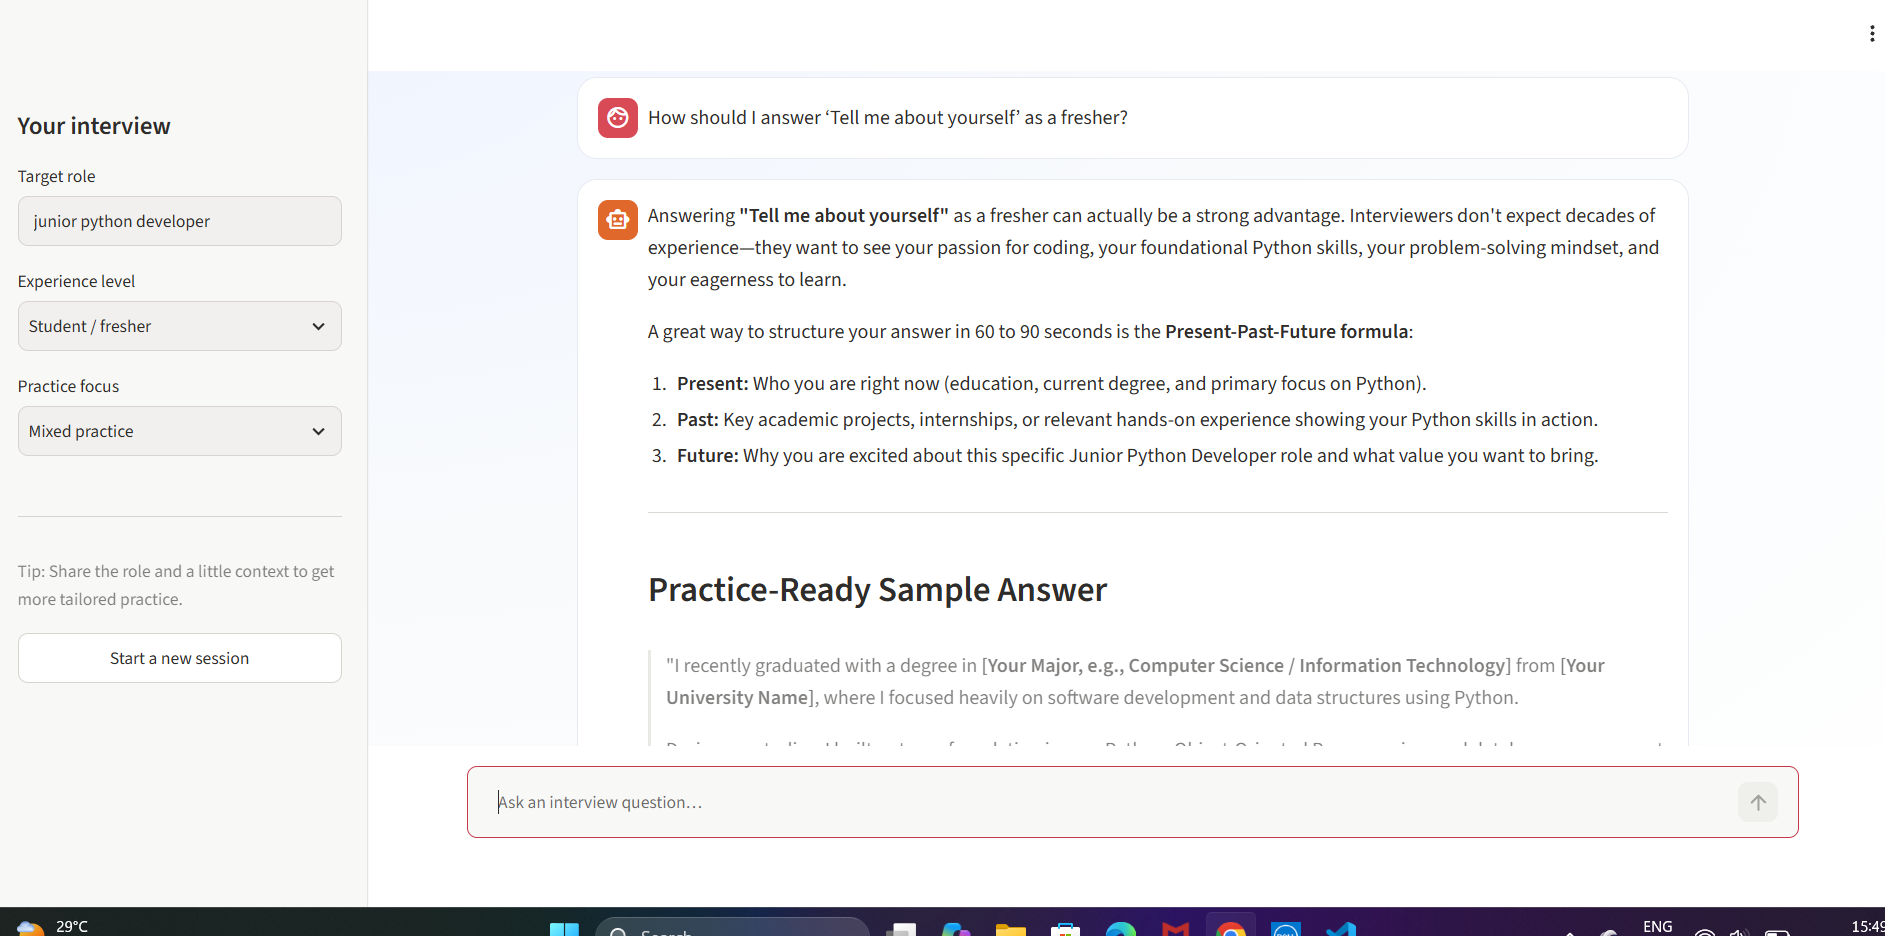 Your interview
Target role
junior python developer
Experience level
Student / fresher
Practice focus
Mixed practice
Tip: Share the role and a little context to get
more tailored practice.
Start a new session
How should I answer ‘Tell me about yourself’ as a fresher?
Answering "Tell me about yourself" as a fresher can actually be a strong advantage. Interviewers don't expect decades of
experience—they want to see your passion for coding, your foundational Python skills, your problem-solving mindset, and
your eagerness to learn.
A great way to structure your answer in 60 to 90 seconds is the Present-Past-Future formula:
1. Present: Who you are right now (education, current degree, and primary focus on Python).
2. Past: Key academic projects, internships, or relevant hands-on experience showing your Python skills in action.
3. Future: Why you are excited about this specific Junior Python Developer role and what value you want to bring.
Practice-Ready Sample Answer
"I recently graduated with a degree in [Your Major, e.g., Computer Science / Information Technology] from [Your
University Name], where I focused heavily on software development and data structures using Python.
Ask an interview question…
29°C
Search
ENG
15:49